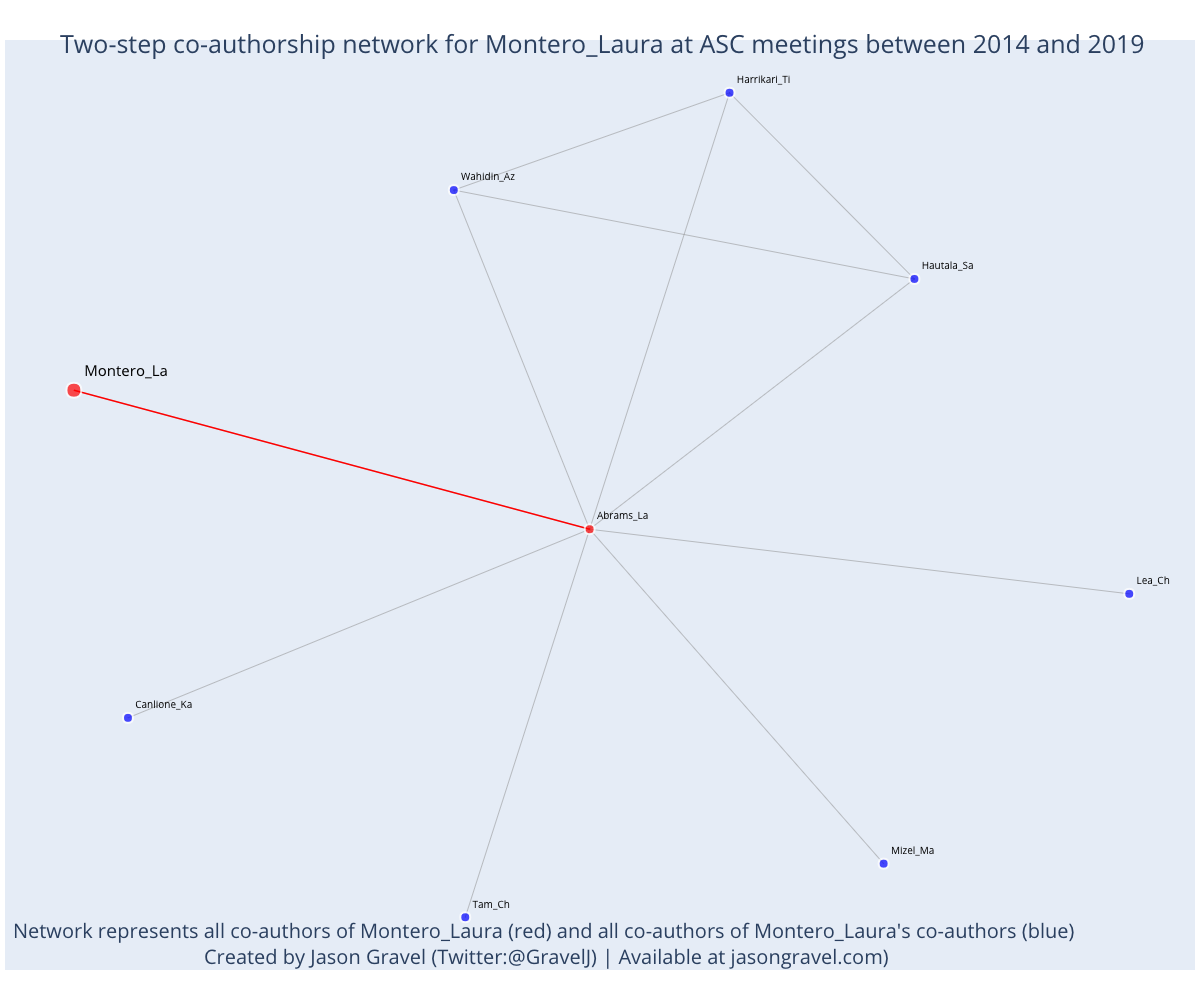 Two-step co-authorship network for Montero_Laura at ASC meetings between 2014 and 2019
Harrikari_Ti
Wahidin_Az
Hautala_Sa
Montero_La
Abrams_La
Lea_Ch
Canlione_Ka
Mizel_Ma
Tam_Ch
Network represents all co-authors of Montero_Laura (red) and all co-authors of Montero_Laura's co-authors (blue)
Created by Jason Gravel (Twitter:@GravelJ) | Available at jasongravel.com)